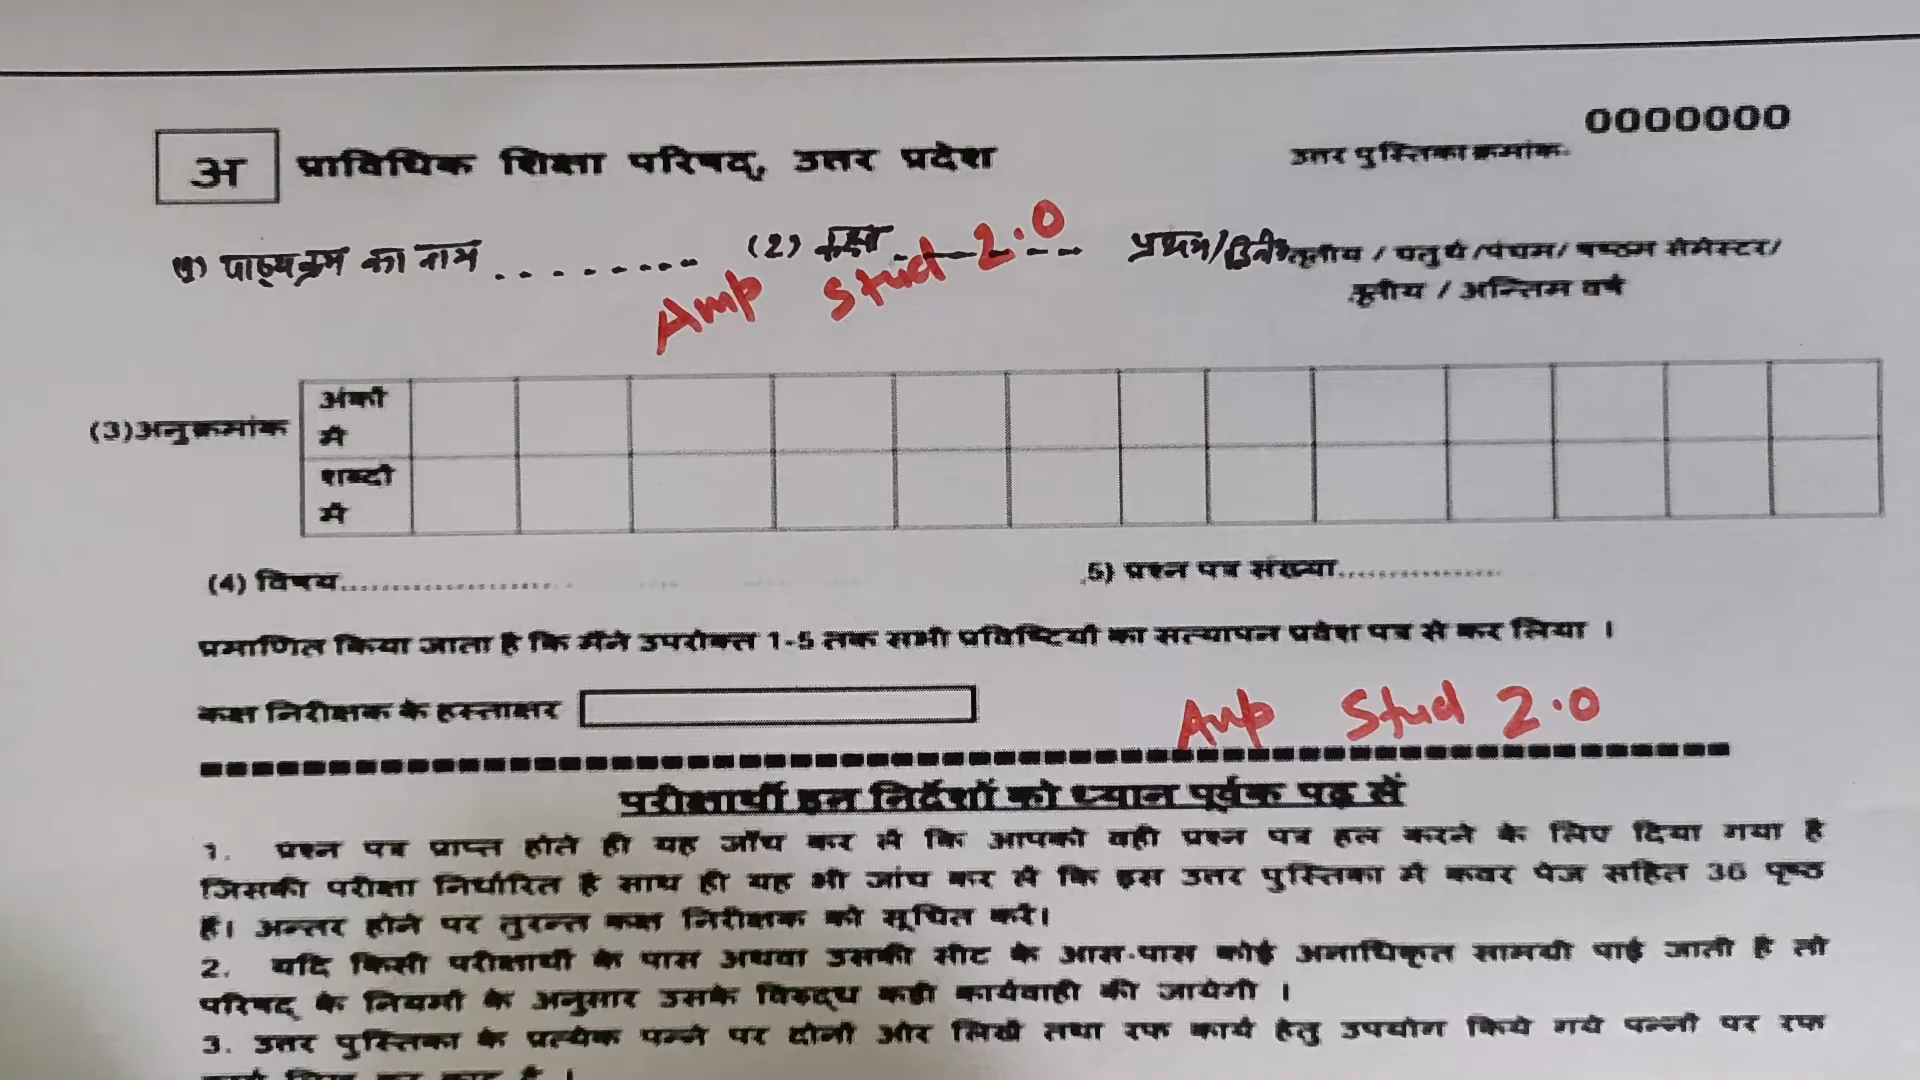 0000000
अ प्राविधिक शिक्षा परिषद्, उत्तर प्रदेश
उत्तर पुस्तिका क्रमांक.
(1) पाठ्यक्रम का नाम ......... (2) कक्षा ........ प्रथम/द्वितीय तृतीय / चतुर्थ /पंचम/ षष्ठम सेमेस्टर/
तृतीय / अन्तिम वर्ष
Amp Stud 2.0
(3)अनुक्रमांक
अंकों
में
शब्दों
में
(4) विषय........................
5) प्रश्न पत्र संख्या.................
प्रमाणित किया जाता है कि मैंने उपरोक्त 1-5 तक सभी प्रविष्टियों का सत्यापन प्रवेश पत्र से कर लिया ।
कक्ष निरीक्षक के हस्ताक्षर
Amp Stud 2.0
परीक्षार्थी इन निर्देशों को ध्यान पूर्वक पढ़ लें
1. प्रश्न पत्र प्राप्त होते ही यह जाँच कर लें कि आपको वही प्रश्न पत्र हल करने के लिए दिया गया है
जिसकी परीक्षा निर्धारित है साथ ही यह भी जांच कर लें कि इस उत्तर पुस्तिका में कवर पेज सहित 36 पृष्ठ
हैं। अन्तर होने पर तुरन्त कक्ष निरीक्षक को सूचित करें।
2. यदि किसी परीक्षार्थी के पास अथवा उसकी सीट के आस-पास कोई अनाधिकृत सामग्री पाई जाती है तो
परिषद् के नियमों के अनुसार उसके विरुद्ध कड़ी कार्यवाही की जायेगी ।
3. उत्तर पुस्तिका के प्रत्येक पन्ने पर दोनों ओर लिखें तथा रफ कार्य हेतु उपयोग किये गये पन्नों पर रफ